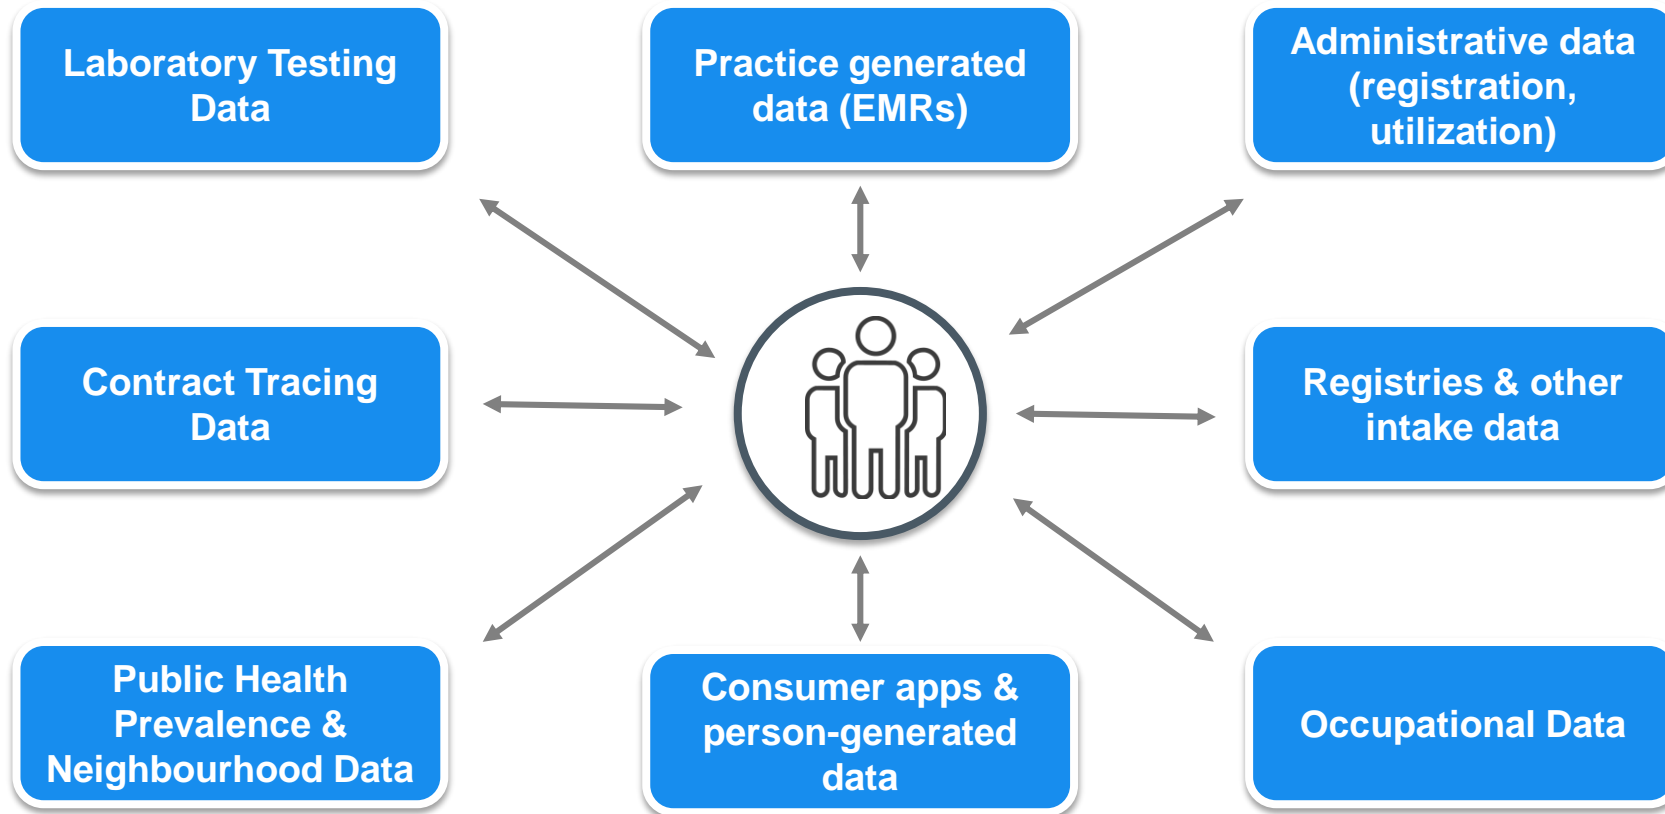 Laboratory Testing
Data
Practice generated
data (EMRs)
Administrative data
(registration,
utilization)
Contract Tracing
Data
Registries & other
intake data
Public Health
Prevalence &
Neighbourhood Data
Consumer apps &
person-generated
data
Occupational Data